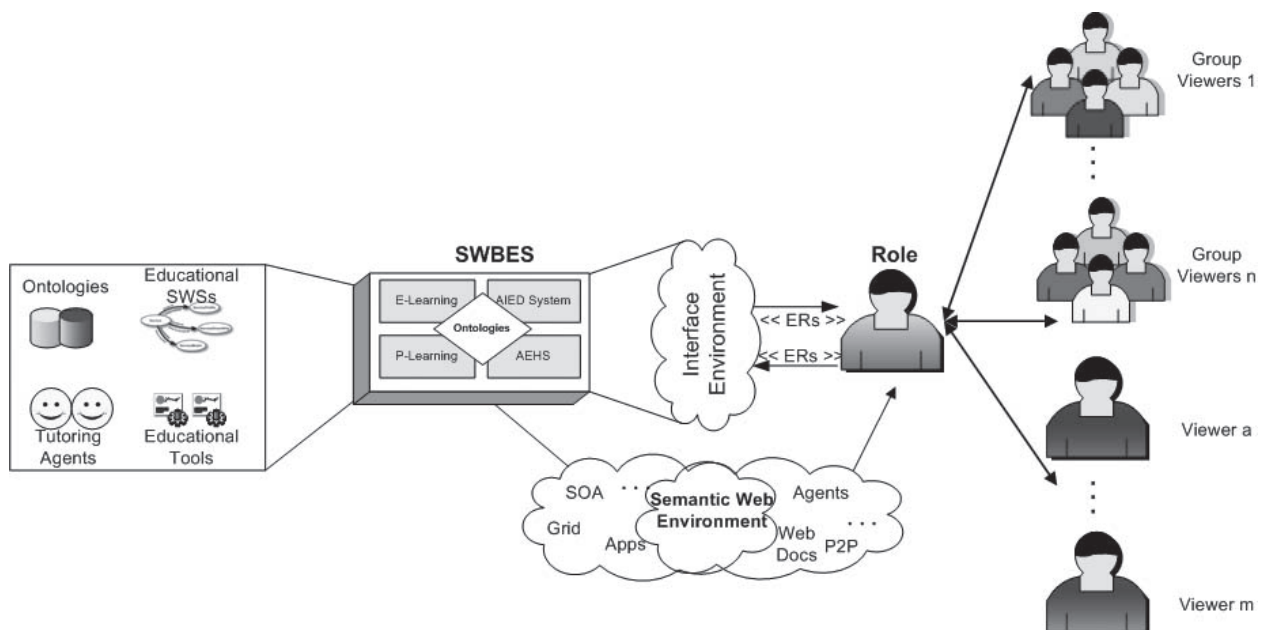 Ontologies
Educational
SWSs
Tutoring
Agents
Educational
Tools
SWBES
E-Learning
AIED System
Ontologies
P-Learning
AEHS
Interface
Environment
<< ERs >>
<< ERs >>
Role
SOA . . .
Grid
Apps
Semantic Web
Environment
Agents
. . .
Web
Docs
P2P
Group
Viewers 1
Group
Viewers n
Viewer a
Viewer m